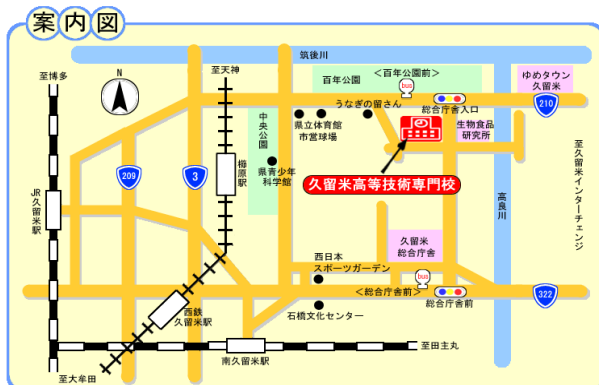 案内図
筑後川
至博多
N
至天神
百年公園
<百年公園前>
bus
ゆめタウン
久留米
210
うなぎの留さん
総合庁舎入口
県立体育館
市営球場
中央公園
生物食品
研究所
県青少年
科学館
209
3
櫛原駅
久留米高等技術専門校
高良川
至久留米インターチェンジ
JR久留米駅
久留米
総合庁舎
西日本
スポーツガーデン
bus
<総合庁舎前>
総合庁舎前
322
西鉄
久留米駅
石橋文化センター
南久留米駅
至田主丸
至大牟田